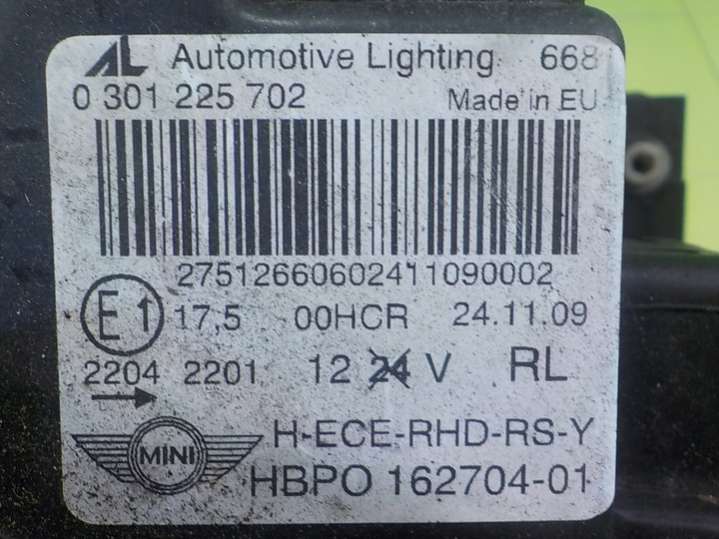 AL Automotive Lighting 668
0 301 225 702 Made in EU
27512660602411090002
E1 17,5 00HCR 24.11.09
2204 2201 12 24 V RL
MINI H-ECE-RHD-RS-Y
HBPO 162704-01